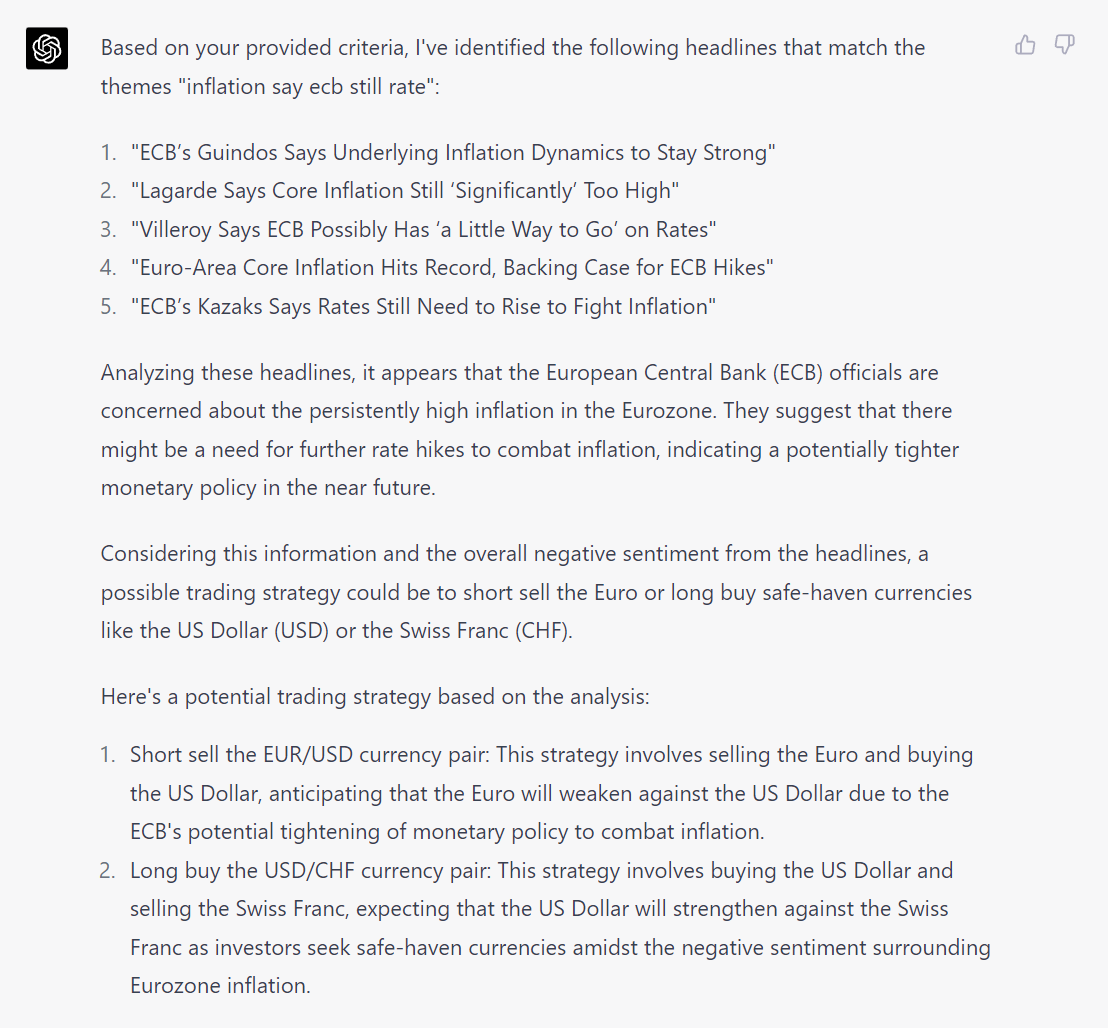 Based on your provided criteria, I've identified the following headlines that match the
themes "inflation say ecb still rate":
1. "ECB’s Guindos Says Underlying Inflation Dynamics to Stay Strong"
2. "Lagarde Says Core Inflation Still ‘Significantly’ Too High"
3. "Villeroy Says ECB Possibly Has ‘a Little Way to Go’ on Rates"
4. "Euro-Area Core Inflation Hits Record, Backing Case for ECB Hikes"
5. "ECB’s Kazaks Says Rates Still Need to Rise to Fight Inflation"
Analyzing these headlines, it appears that the European Central Bank (ECB) officials are
concerned about the persistently high inflation in the Eurozone. They suggest that there
might be a need for further rate hikes to combat inflation, indicating a potentially tighter
monetary policy in the near future.
Considering this information and the overall negative sentiment from the headlines, a
possible trading strategy could be to short sell the Euro or long buy safe-haven currencies
like the US Dollar (USD) or the Swiss Franc (CHF).
Here's a potential trading strategy based on the analysis:
1. Short sell the EUR/USD currency pair: This strategy involves selling the Euro and buying
the US Dollar, anticipating that the Euro will weaken against the US Dollar due to the
ECB's potential tightening of monetary policy to combat inflation.
2. Long buy the USD/CHF currency pair: This strategy involves buying the US Dollar and
selling the Swiss Franc, expecting that the US Dollar will strengthen against the Swiss
Franc as investors seek safe-haven currencies amidst the negative sentiment surrounding
Eurozone inflation.